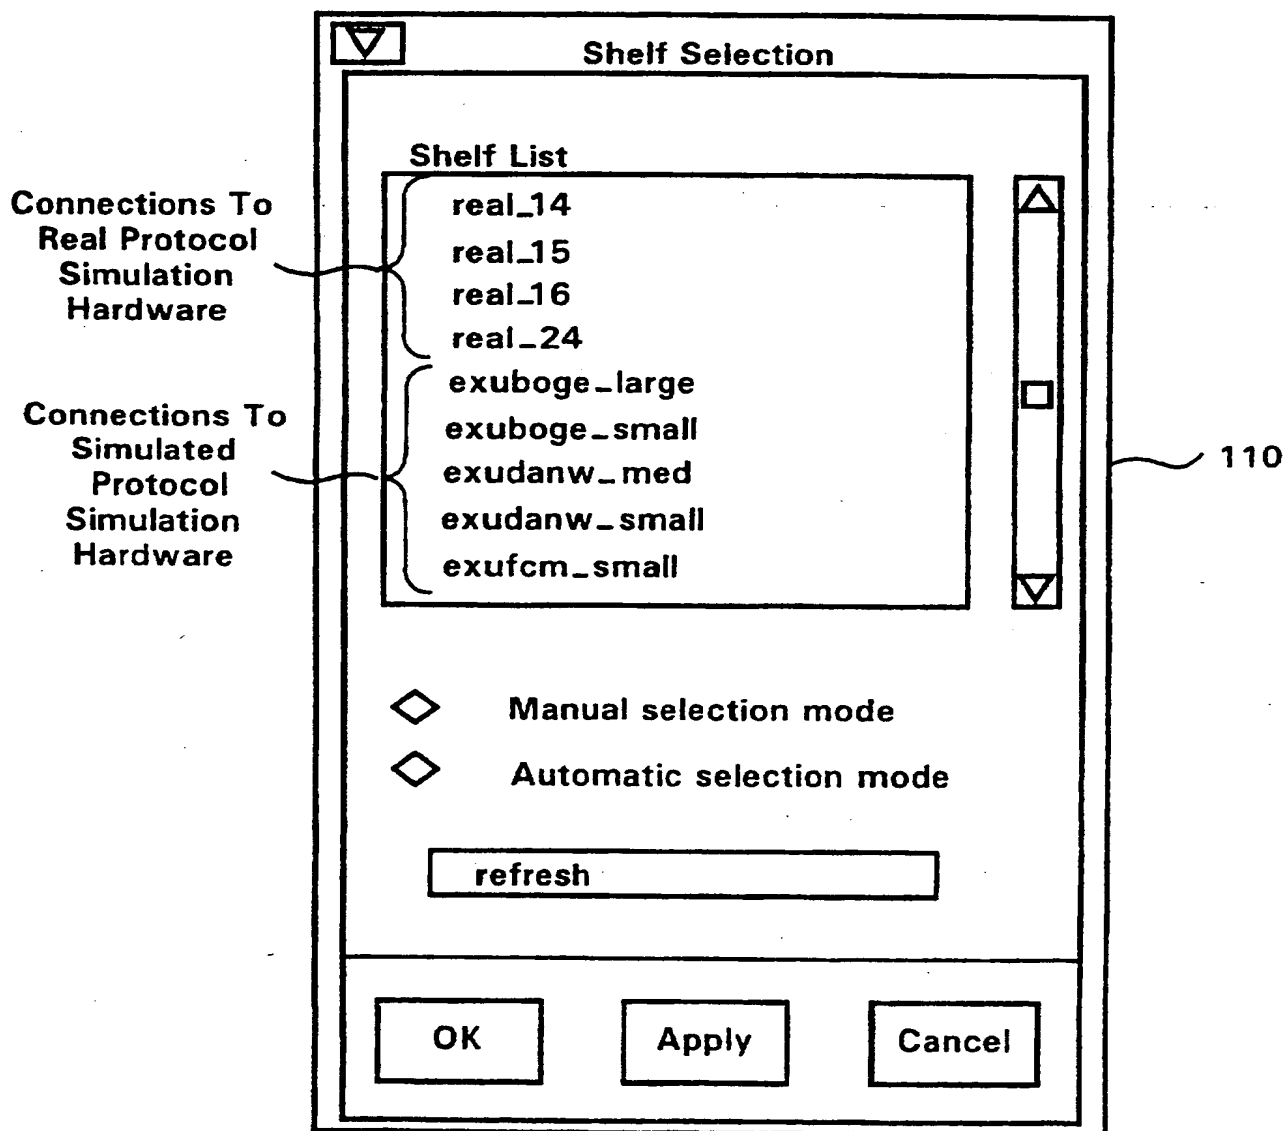 Shelf Selection
Shelf List
Connections To
Real Protocol
Simulation
Hardware
real_14
real_15
real_16
real_24
Connections To
Simulated
Protocol
Simulation
Hardware
exuboge_large
exuboge_small
exudanw_med
exudanw_small
exufcm_small
110
Manual selection mode
Automatic selection mode
refresh
OK
Apply
Cancel